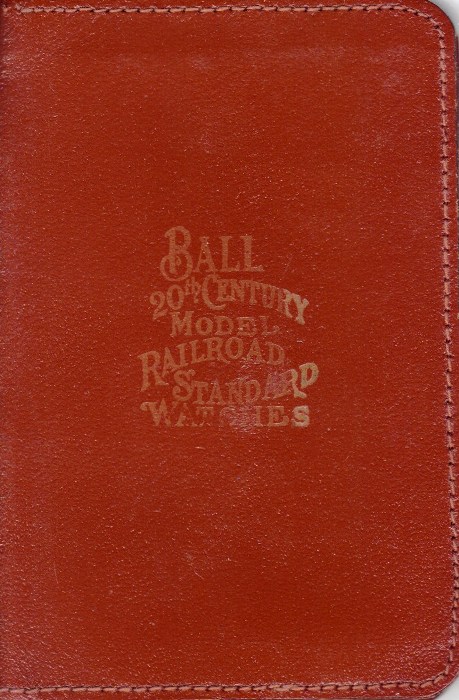 BALL
20th CENTURY
MODEL
RAILROAD
STANDARD
WATCHES